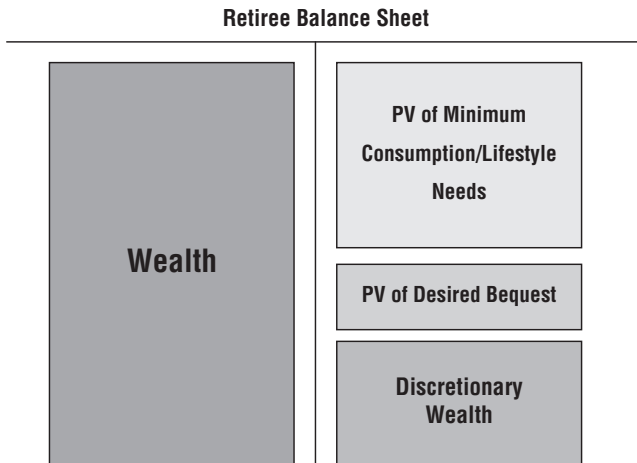 Retiree Balance Sheet
Wealth
PV of Minimum
Consumption/Lifestyle
Needs
PV of Desired Bequest
Discretionary
Wealth